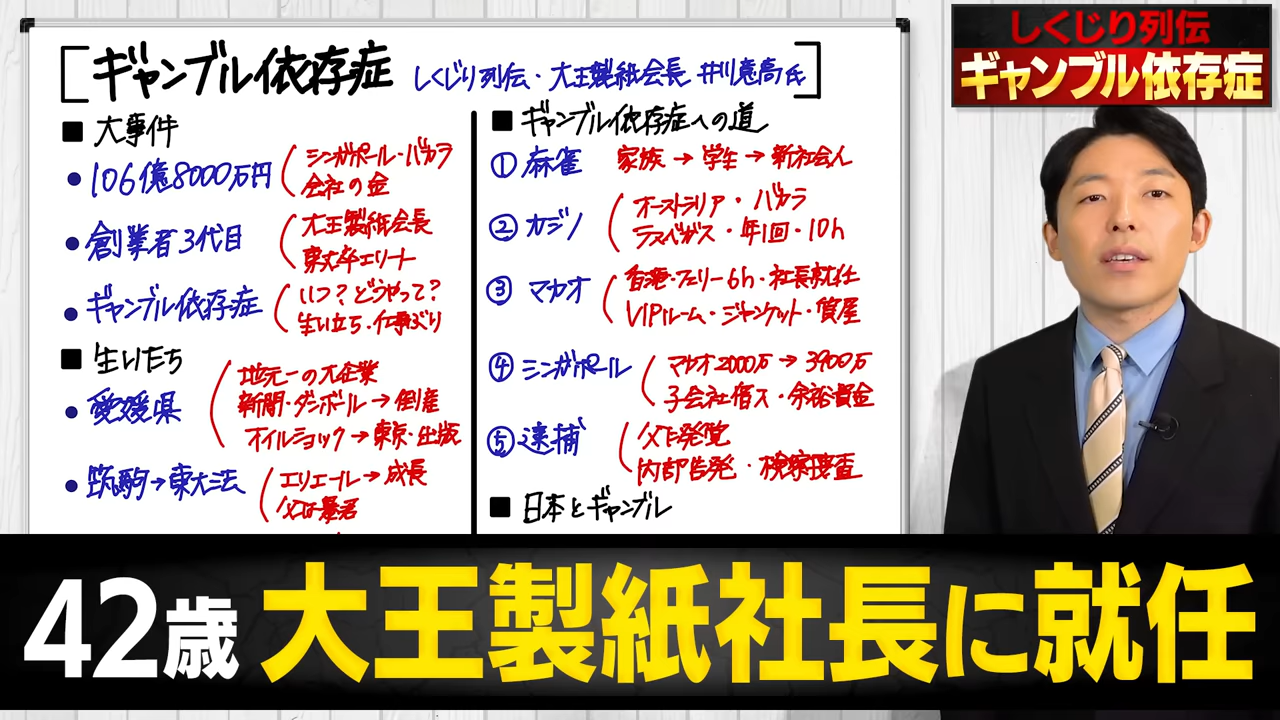 [ギャンブル依存症 しくじり列伝・大王製紙会長 井川意高氏]
■ 大事件
● 106億8000万円
シンガポール・バカラ
会社の金
● 創業者3代目
大王製紙会長
東大卒エリート
● ギャンブル依存症
いつ？どうやって？
生い立ち・仕事ぶり
■ 生いたち
● 愛媛県
地元一の大企業
新聞・ダンボール→倒産
オイルショック→東京・出版
● 筑駒→東大法
エリエール→成長
父は暴君
■ ギャンブル依存症への道
① 麻雀 家族→学生→新社会人
② カジノ
オーストラリア・バカラ
ラスベガス・年1回・10h
③ マカオ
香港・フェリー6h・社長就任
VIPルーム・ジャンケット・質屋
④ シンガポール
マカオ2000万→3900万
子会社借入・余裕資金
⑤ 逮捕
父に発覚
内部告発・検察捜査
■ 日本とギャンブル
しくじり列伝
ギャンブル依存症
42歳 大王製紙社長に就任